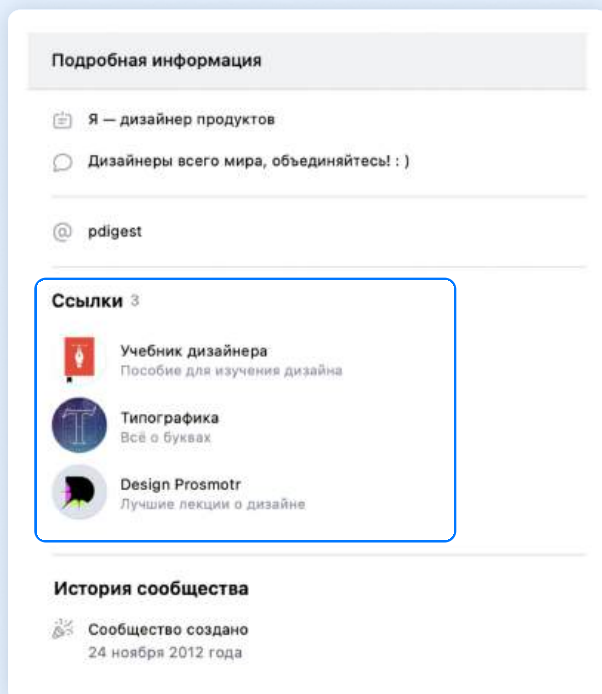 Подробная информация
Я — дизайнер продуктов
Дизайнеры всего мира, объединяйтесь! : )
pdigest
Ссылки 3
Учебник дизайнера
Пособие для изучения дизайна
Типографика
Всё о буквах
Design Prosmotr
Лучшие лекции о дизайне
История сообщества
Сообщество создано
24 ноября 2012 года